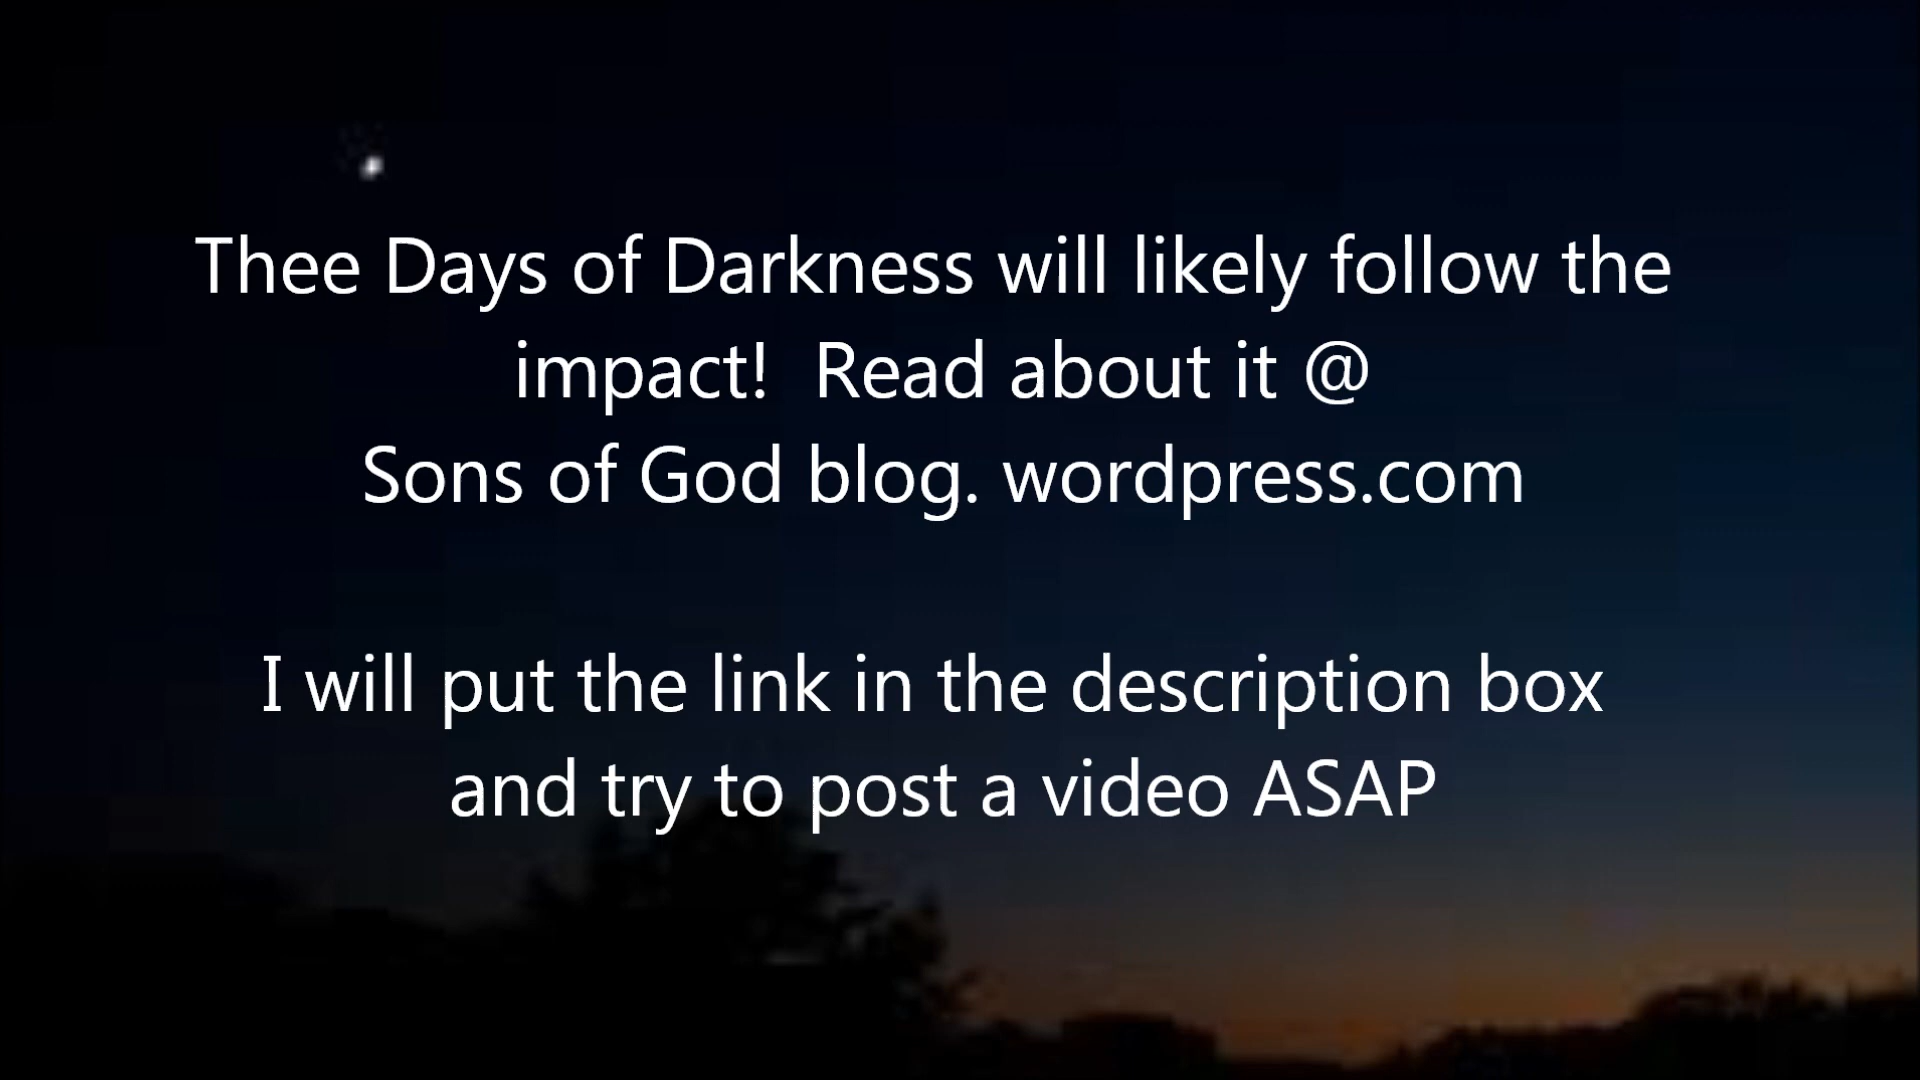 Thee Days of Darkness will likely follow the
impact!  Read about it @
Sons of God blog. wordpress.com
I will put the link in the description box
and try to post a video ASAP